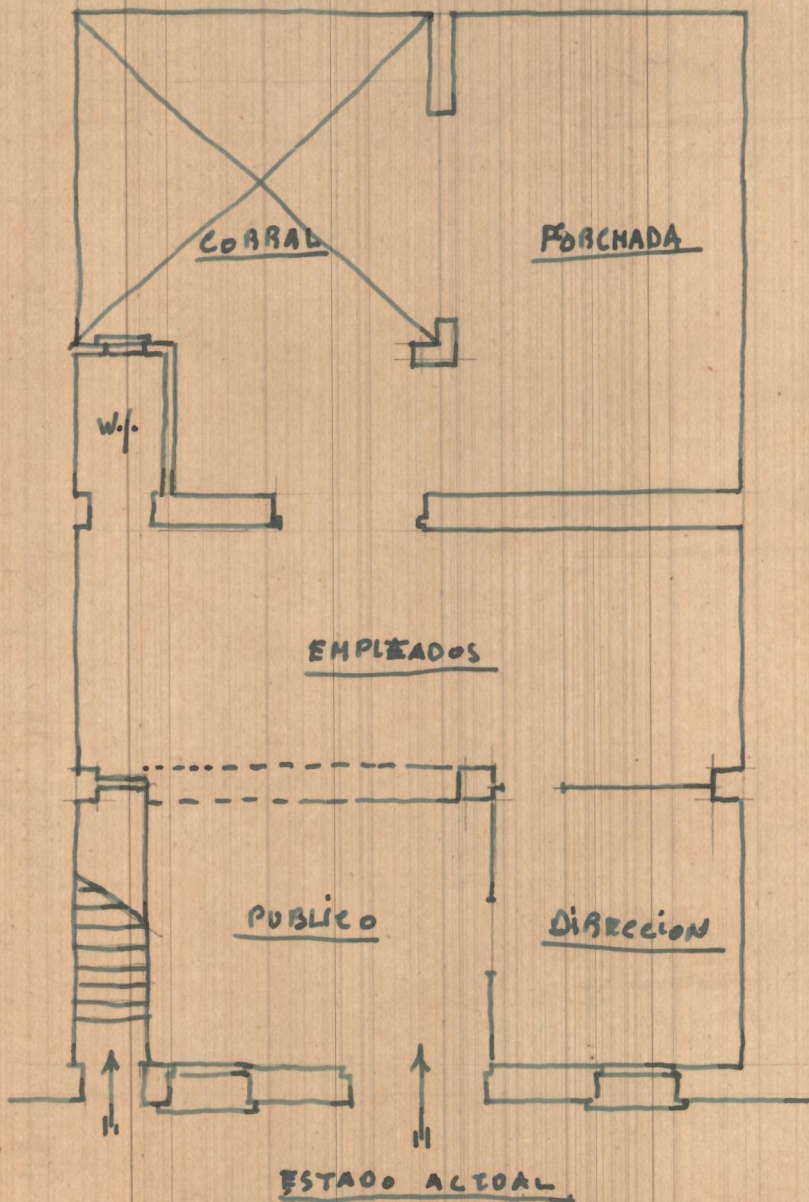 CORRAL
PORCHADA
W./.
EMPLEADOS
PUBLICO
DIRECCION
ESTADO ACTUAL